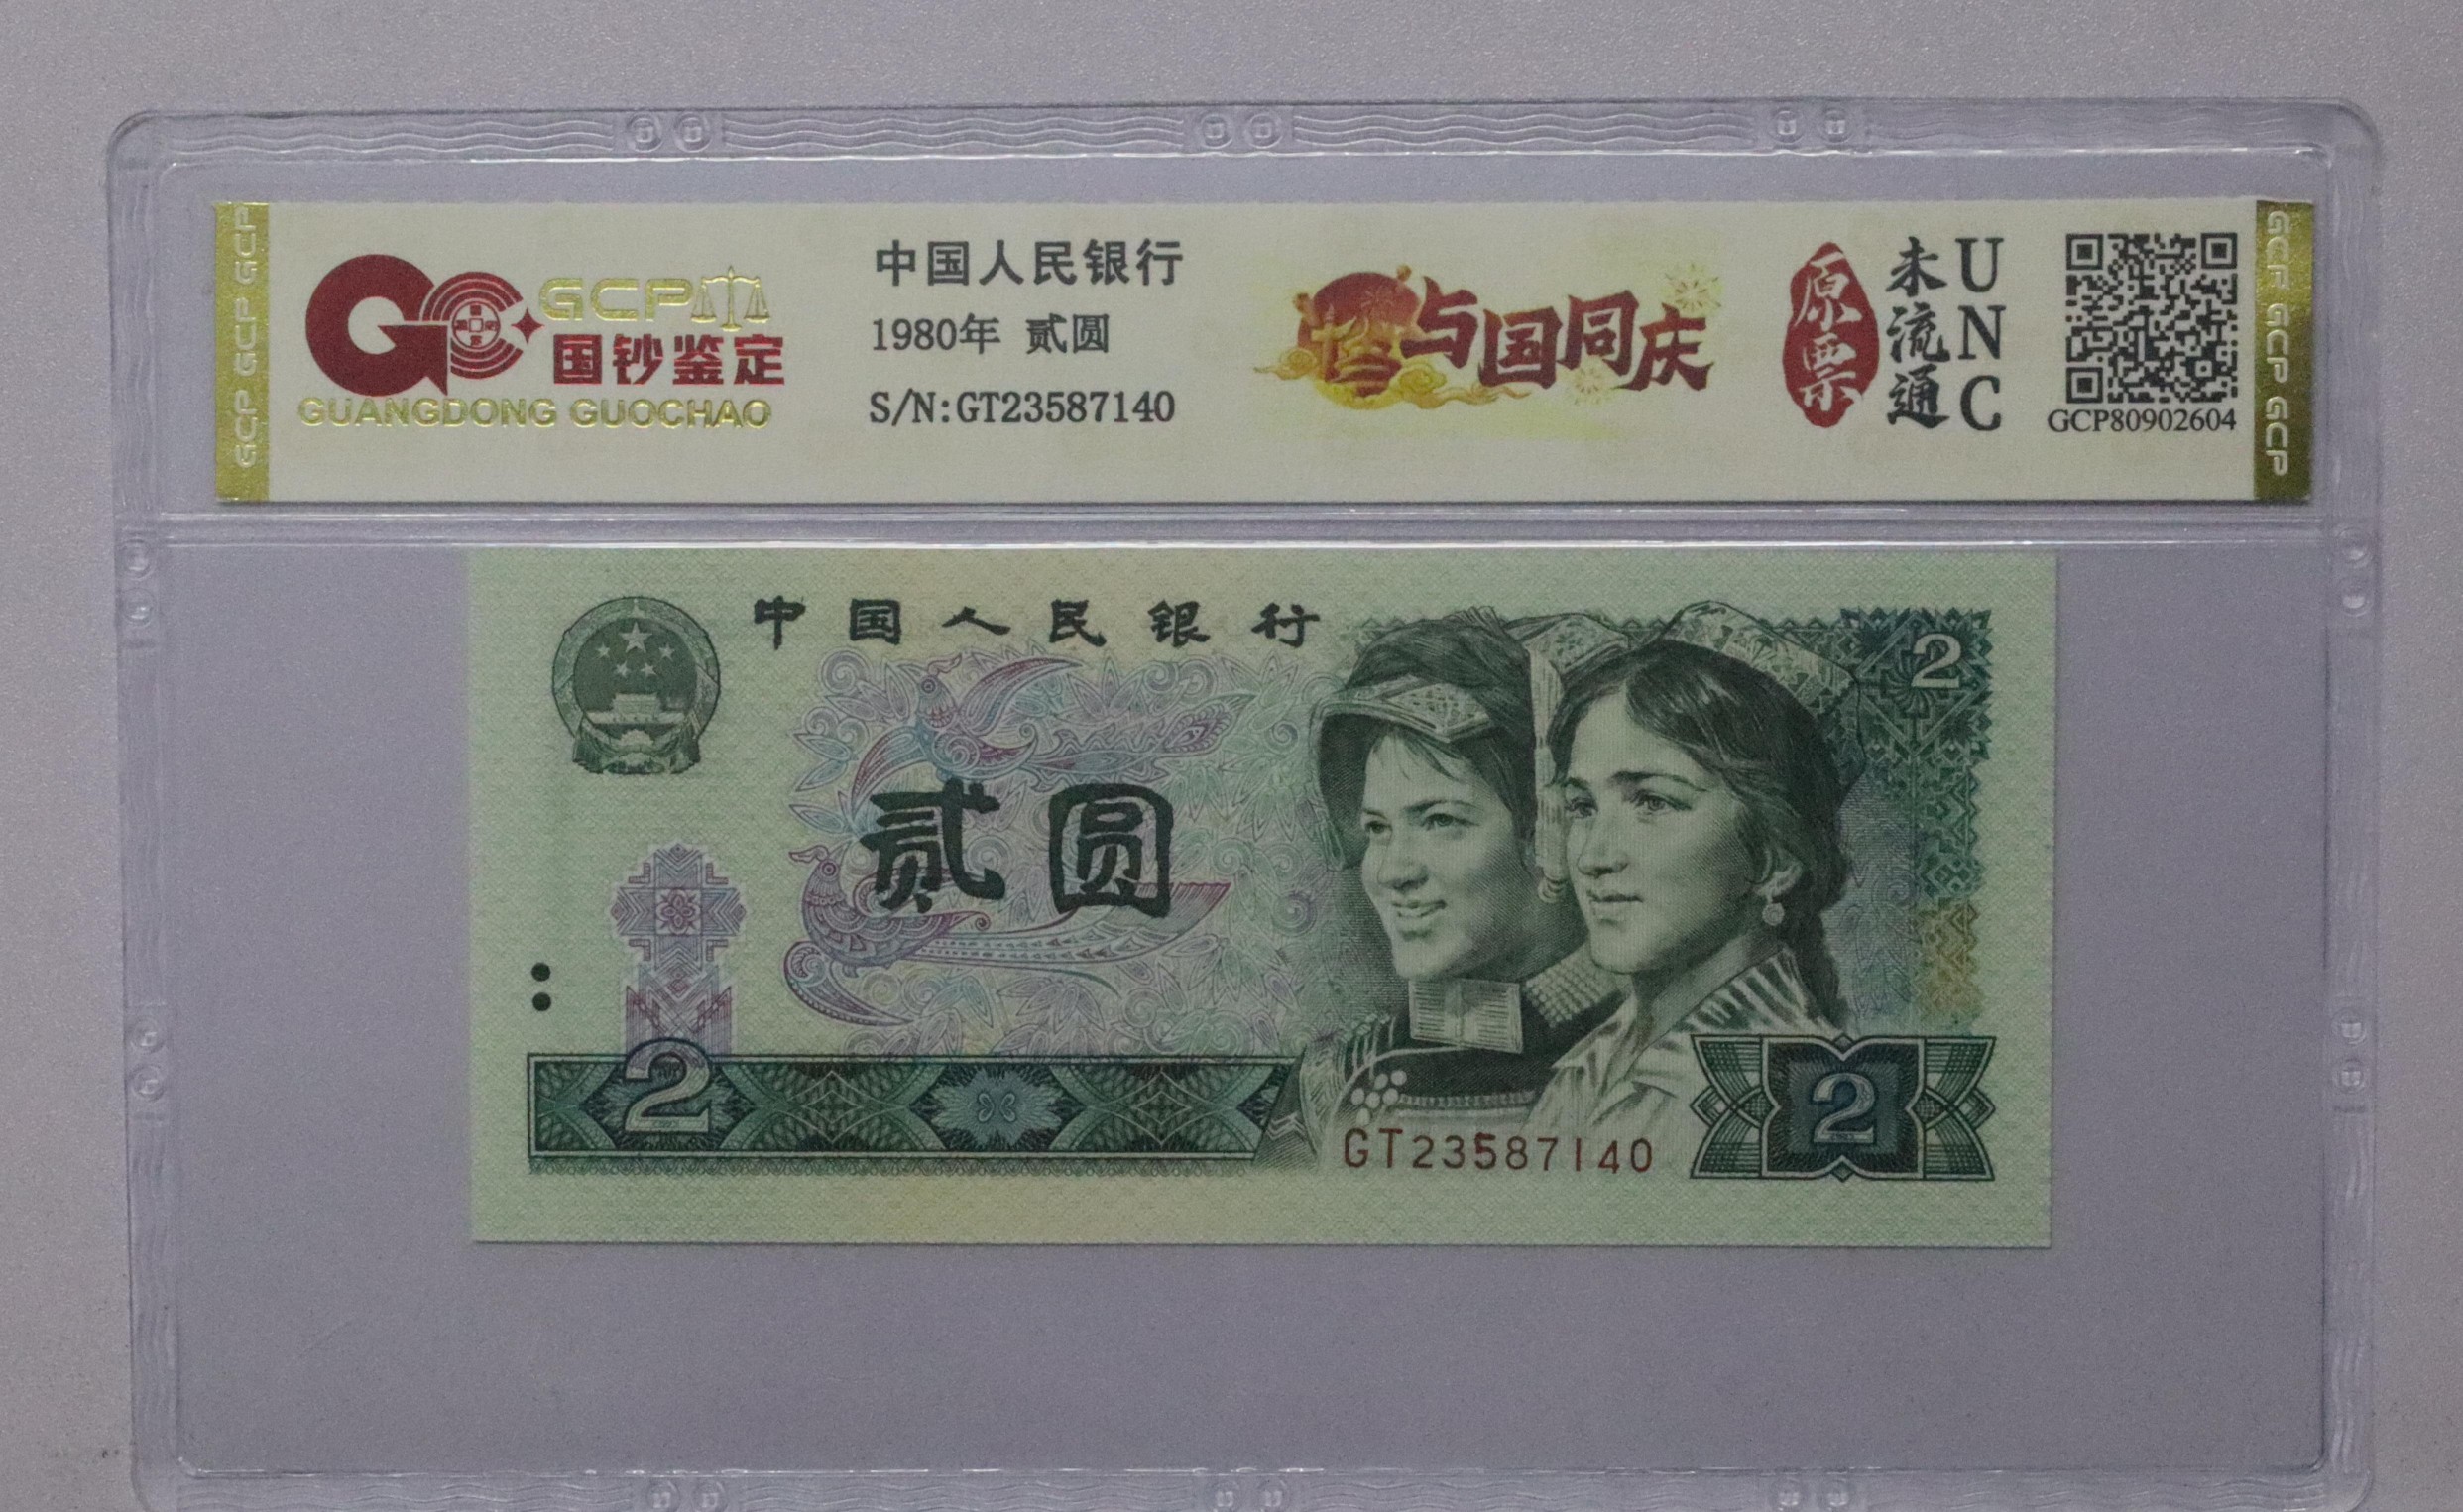 GCP GCP GCP
GCP
国钞鉴定
GUANGDONG GUOCHAO
中国人民银行
1980年 贰圆
S/N:GT23587140
与国同庆
原票
未流通
UNC
GCP80902604
GCP GCP GCP
中国人民银行
2
贰圆
2
2
GT23587140